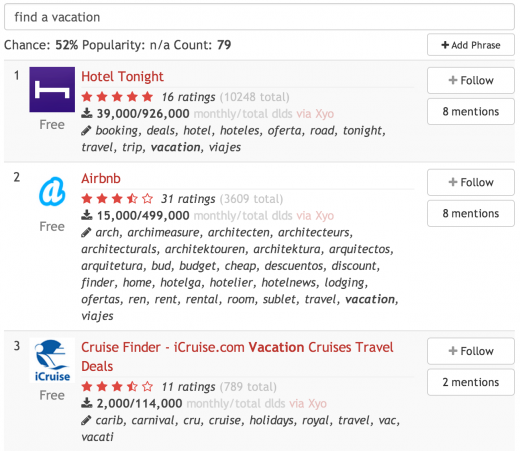 find a vacation
Chance: 52% Popularity: n/a Count: 79
+ Add Phrase
1
Hotel Tonight
16 ratings (10248 total)
39,000/926,000 monthly/total dlds via Xyo
booking, deals, hotel, hoteles, oferta, road, tonight,
travel, trip, vacation, viajes
Free
+ Follow
8 mentions
2
Airbnb
31 ratings (3609 total)
15,000/499,000 monthly/total dlds via Xyo
arch, archimeasure, architecten, architecteurs,
architecturals, architektouren, architektura, arquitectos,
arquitetura, bud, budget, cheap, descuentos, discount,
finder, home, hotelga, hotelier, hotelnews, lodging,
ofertas, ren, rent, rental, room, sublet, travel, vacation,
viajes
Free
+ Follow
8 mentions
3
iCruise
Cruise Finder - iCruise.com Vacation Cruises Travel
Deals
11 ratings (789 total)
2,000/114,000 monthly/total dlds via Xyo
carib, carnival, cru, cruise, holidays, royal, travel, vac,
vacati
Free
+ Follow
2 mentions